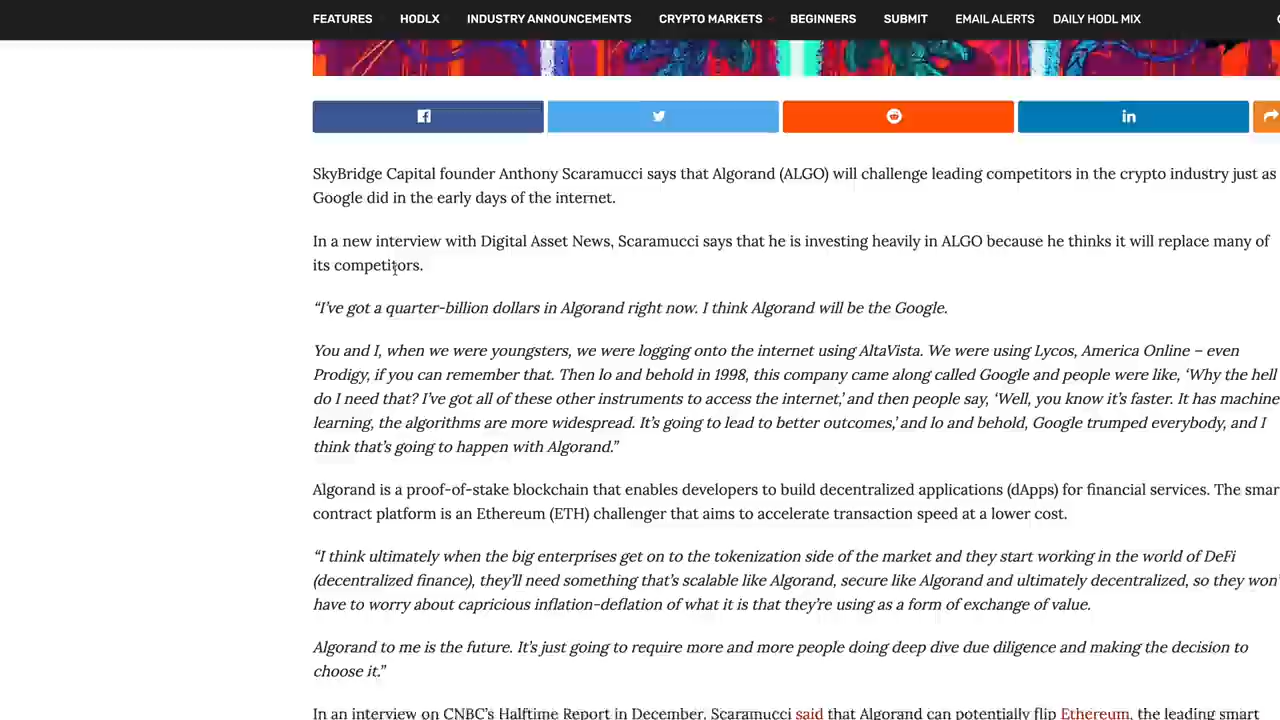 FEATURES HODLX INDUSTRY ANNOUNCEMENTS CRYPTO MARKETS BEGINNERS SUBMIT EMAIL ALERTS DAILY HODL MIX
SkyBridge Capital founder Anthony Scaramucci says that Algorand (ALGO) will challenge leading competitors in the crypto industry just as
Google did in the early days of the internet.
In a new interview with Digital Asset News, Scaramucci says that he is investing heavily in ALGO because he thinks it will replace many of
its competitors.
“I’ve got a quarter-billion dollars in Algorand right now. I think Algorand will be the Google.
You and I, when we were youngsters, we were logging onto the internet using AltaVista. We were using Lycos, America Online – even
Prodigy, if you can remember that. Then lo and behold in 1998, this company came along called Google and people were like, ‘Why the hell
do I need that? I’ve got all of these other instruments to access the internet,’ and then people say, ‘Well, you know it’s faster. It has machine
learning, the algorithms are more widespread. It’s going to lead to better outcomes,’ and lo and behold, Google trumped everybody, and I
think that’s going to happen with Algorand.”
Algorand is a proof-of-stake blockchain that enables developers to build decentralized applications (dApps) for financial services. The smar
contract platform is an Ethereum (ETH) challenger that aims to accelerate transaction speed at a lower cost.
“I think ultimately when the big enterprises get on to the tokenization side of the market and they start working in the world of DeFi
(decentralized finance), they’ll need something that’s scalable like Algorand, secure like Algorand and ultimately decentralized, so they won’
have to worry about capricious inflation-deflation of what it is that they’re using as a form of exchange of value.
Algorand to me is the future. It’s just going to require more and more people doing deep dive due diligence and making the decision to
choose it.”
In an interview on CNBC’s Halftime Report in December, Scaramucci said that Algorand can potentially flip Ethereum, the leading smart